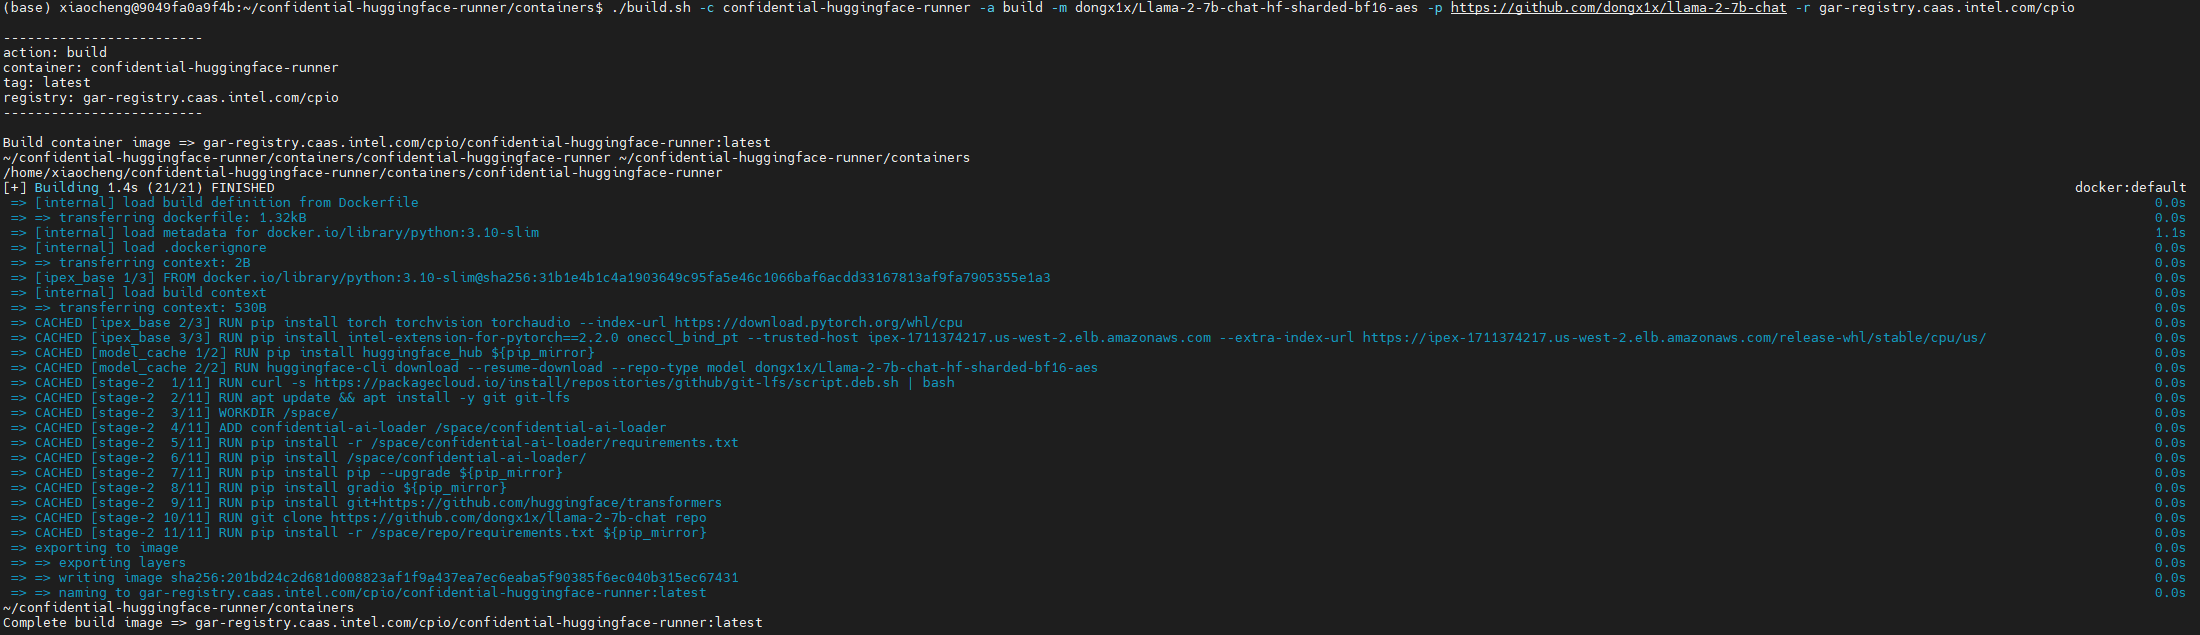 (base) xiaocheng@9049fa0a9f4b:~/confidential-huggingface-runner/containers$ ./build.sh -c confidential-huggingface-runner -a build -m dongx1x/Llama-2-7b-chat-hf-sharded-bf16-aes -p https://github.com/dongx1x/llama-2-7b-chat -r gar-registry.caas.intel.com/cpio
-------------------------
action: build
container: confidential-huggingface-runner
tag: latest
registry: gar-registry.caas.intel.com/cpio
-------------------------
Build container image => gar-registry.caas.intel.com/cpio/confidential-huggingface-runner:latest
~/confidential-huggingface-runner/containers/confidential-huggingface-runner ~/confidential-huggingface-runner/containers
/home/xiaocheng/confidential-huggingface-runner/containers/confidential-huggingface-runner
[+] Building 1.4s (21/21) FINISHED docker:default
=> [internal] load build definition from Dockerfile 0.0s
=> => transferring dockerfile: 1.32kB 0.0s
=> [internal] load metadata for docker.io/library/python:3.10-slim 1.1s
=> [internal] load .dockerignore 0.0s
=> => transferring context: 2B 0.0s
=> [ipex_base 1/3] FROM docker.io/library/python:3.10-slim@sha256:31b1e4b1c4a1903649c95fa5e46c1066baf6acdd33167813af9fa7905355e1a3 0.0s
=> [internal] load build context 0.0s
=> => transferring context: 530B 0.0s
=> CACHED [ipex_base 2/3] RUN pip install torch torchvision torchaudio --index-url https://download.pytorch.org/whl/cpu 0.0s
=> CACHED [ipex_base 3/3] RUN pip install intel-extension-for-pytorch==2.2.0 oneccl_bind_pt --trusted-host ipex-1711374217.us-west-2.elb.amazonaws.com --extra-index-url https://ipex-1711374217.us-west-2.elb.amazonaws.com/release-whl/stable/cpu/us/ 0.0s
=> CACHED [model_cache 1/2] RUN pip install huggingface_hub ${pip_mirror} 0.0s
=> CACHED [model_cache 2/2] RUN huggingface-cli download --resume-download --repo-type model dongx1x/Llama-2-7b-chat-hf-sharded-bf16-aes 0.0s
=> CACHED [stage-2  1/11] RUN curl -s https://packagecloud.io/install/repositories/github/git-lfs/script.deb.sh | bash 0.0s
=> CACHED [stage-2  2/11] RUN apt update && apt install -y git git-lfs 0.0s
=> CACHED [stage-2  3/11] WORKDIR /space/ 0.0s
=> CACHED [stage-2  4/11] ADD confidential-ai-loader /space/confidential-ai-loader 0.0s
=> CACHED [stage-2  5/11] RUN pip install -r /space/confidential-ai-loader/requirements.txt 0.0s
=> CACHED [stage-2  6/11] RUN pip install /space/confidential-ai-loader/ 0.0s
=> CACHED [stage-2  7/11] RUN pip install pip --upgrade ${pip_mirror} 0.0s
=> CACHED [stage-2  8/11] RUN pip install gradio ${pip_mirror} 0.0s
=> CACHED [stage-2  9/11] RUN pip install git+https://github.com/huggingface/transformers 0.0s
=> CACHED [stage-2 10/11] RUN git clone https://github.com/dongx1x/llama-2-7b-chat repo 0.0s
=> CACHED [stage-2 11/11] RUN pip install -r /space/repo/requirements.txt ${pip_mirror} 0.0s
=> exporting to image 0.0s
=> => exporting layers 0.0s
=> => writing image sha256:201bd24c2d681d008823af1f9a437ea7ec6eaba5f90385f6ec040b315ec67431 0.0s
=> => naming to gar-registry.caas.intel.com/cpio/confidential-huggingface-runner:latest 0.0s
~/confidential-huggingface-runner/containers
Complete build image => gar-registry.caas.intel.com/cpio/confidential-huggingface-runner:latest